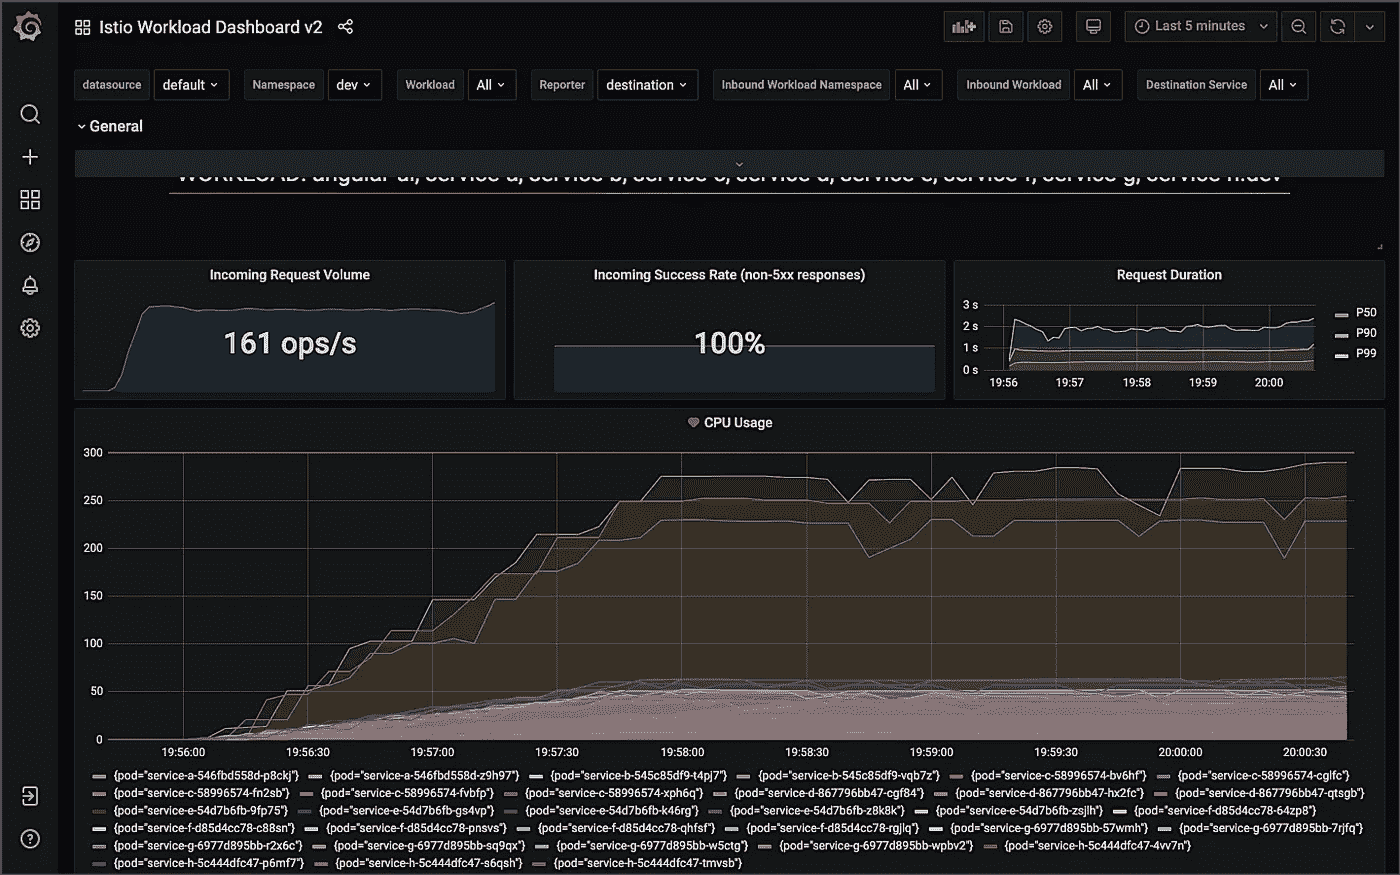 Istio Workload Dashboard v2
Last 5 minutes
datasource default Namespace dev Workload All Reporter destination Inbound Workload Namespace All Inbound Workload All Destination Service All
General
WORKLOAD: angular-ui, service-a, service-b, service-c, service-d, service-e, service-f, service-g, service-h.dev
Incoming Request Volume
161 ops/s
Incoming Success Rate (non-5xx responses)
100%
Request Duration
3 s
2 s
1 s
0 s
19:56 19:57 19:58 19:59 20:00
P50
P90
P99
CPU Usage
300
250
200
150
100
50
0
19:56:00 19:56:30 19:57:00 19:57:30 19:58:00 19:58:30 19:59:00 19:59:30 20:00:00 20:00:30
{pod="service-a-546fbd558d-p8ckj"} {pod="service-a-546fbd558d-z9h97"} {pod="service-b-545c85df9-t4pj7"} {pod="service-b-545c85df9-vqb7z"} {pod="service-c-58996574-bv6hf"} {pod="service-c-58996574-cglfc"}
{pod="service-c-58996574-fn2sb"} {pod="service-c-58996574-fvbfp"} {pod="service-c-58996574-xph6q"} {pod="service-d-867796bb47-cgf84"} {pod="service-d-867796bb47-hx2fc"} {pod="service-d-867796bb47-qtsgb"}
{pod="service-e-54d7b6fb-9fp75"} {pod="service-e-54d7b6fb-gs4vp"} {pod="service-e-54d7b6fb-k46rg"} {pod="service-e-54d7b6fb-z8k8k"} {pod="service-e-54d7b6fb-zsjlh"} {pod="service-f-d85d4cc78-64zp8"}
{pod="service-f-d85d4cc78-c88sn"} {pod="service-f-d85d4cc78-pnsvs"} {pod="service-f-d85d4cc78-qhfsf"} {pod="service-f-d85d4cc78-rgjlq"} {pod="service-g-6977d895bb-57wmh"} {pod="service-g-6977d895bb-7rjfq"}
{pod="service-g-6977d895bb-r2x6c"} {pod="service-g-6977d895bb-sq9qx"} {pod="service-g-6977d895bb-w5ctg"} {pod="service-g-6977d895bb-wpbv2"} {pod="service-h-5c444dfc47-4vv7n"}
{pod="service-h-5c444dfc47-p6mf7"} {pod="service-h-5c444dfc47-s6qsh"} {pod="service-h-5c444dfc47-tmvsb"}